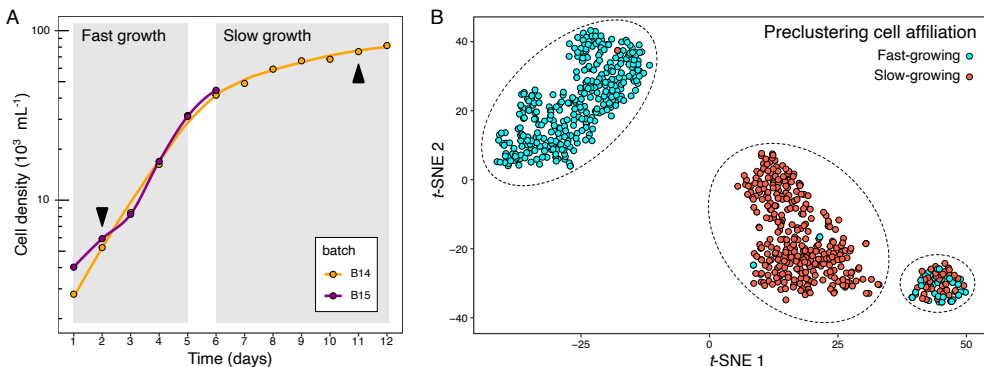 A
Fast growth
Slow growth
100
10
Cell density (10³ mL⁻¹)
batch
B14
B15
1 2 3 4 5 6 7 8 9 10 11 12
Time (days)
B
Preclustering cell affiliation
Fast-growing
Slow-growing
40
20
0
−20
−40
t-SNE 2
−25 0 25 50
t-SNE 1